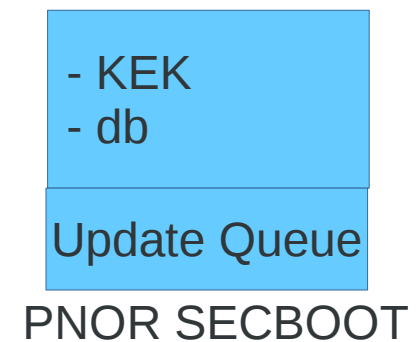 - KEK
- db
Update Queue
PNOR SECBOOT